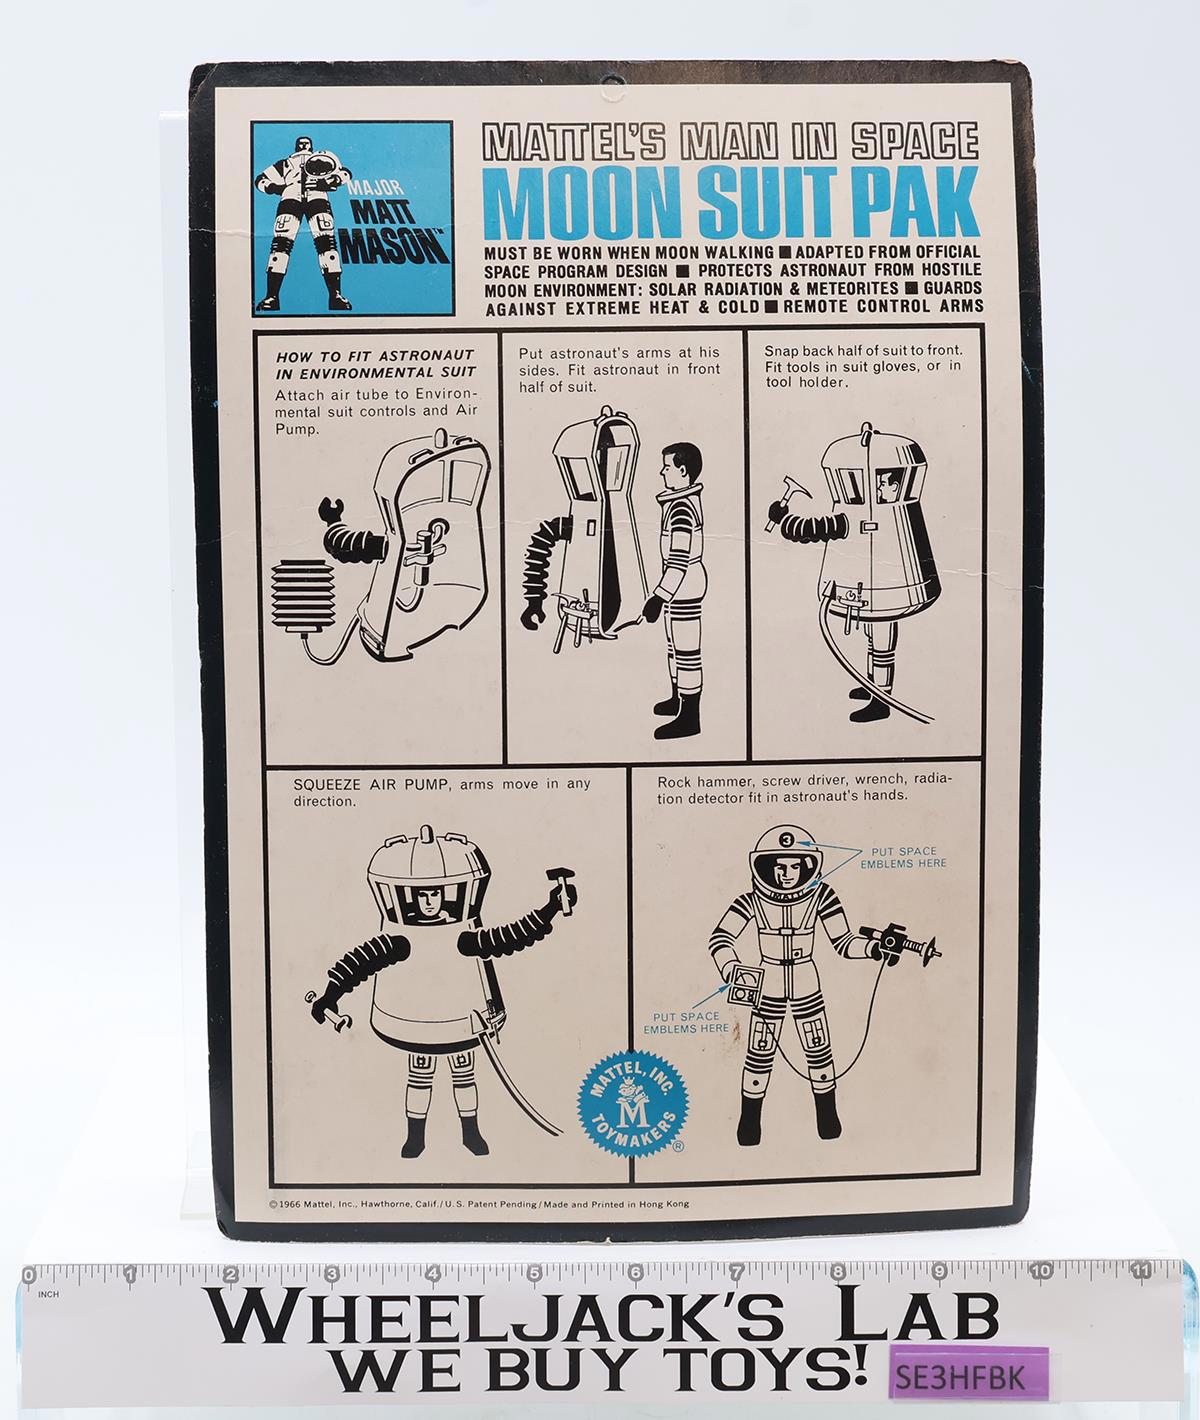 MAJOR
MATT
MASON™
MATTEL'S MAN IN SPACE
MOON SUIT PAK
MUST BE WORN WHEN MOON WALKING ■ ADAPTED FROM OFFICIAL
SPACE PROGRAM DESIGN ■ PROTECTS ASTRONAUT FROM HOSTILE
MOON ENVIRONMENT: SOLAR RADIATION & METEORITES ■ GUARDS
AGAINST EXTREME HEAT & COLD ■ REMOTE CONTROL ARMS
HOW TO FIT ASTRONAUT
IN ENVIRONMENTAL SUIT
Attach air tube to Environ-
mental suit controls and Air
Pump.
Put astronaut's arms at his
sides. Fit astronaut in front
half of suit.
Snap back half of suit to front.
Fit tools in suit gloves, or in
tool holder.
SQUEEZE AIR PUMP, arms move in any
direction.
Rock hammer, screw driver, wrench, radia-
tion detector fit in astronaut's hands.
3
PUT SPACE
EMBLEMS HERE
MATT
PUT SPACE
EMBLEMS HERE
MATTEL, INC.
M
TOYMAKERS
®
©1966 Mattel, Inc., Hawthorne, Calif./U.S. Patent Pending/Made and Printed in Hong Kong
0 1 2 3 4 5 6 7 8 9 10 11
INCH
WHEELJACK'S LAB
WE BUY TOYS!
SE3HFBK